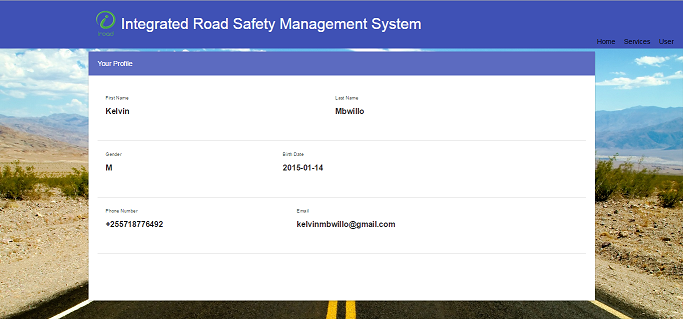 Integrated Road Safety Management System
Home Services User
Your Profile
First Name Last Name
Kelvin Mbwillo
Gender Birth Date
M 2015-01-14
Phone Number Email
+255718776492 kelvinmbwillo@gmail.com